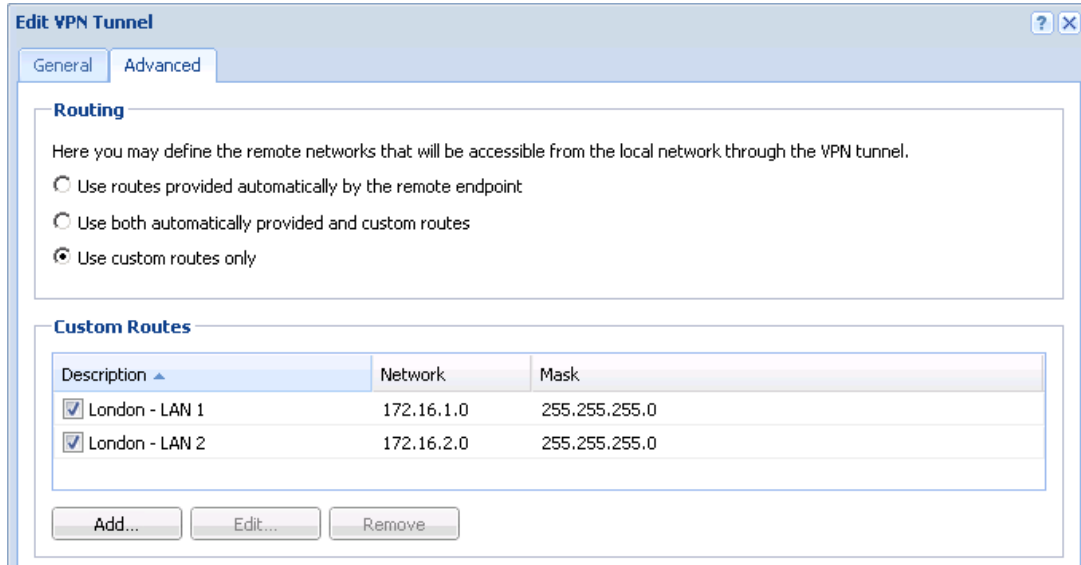 Edit VPN Tunnel
General Advanced
Routing
Here you may define the remote networks that will be accessible from the local network through the VPN tunnel.
Use routes provided automatically by the remote endpoint
Use both automatically provided and custom routes
Use custom routes only
Custom Routes
Description Network Mask
London - LAN 1 172.16.1.0 255.255.255.0
London - LAN 2 172.16.2.0 255.255.255.0
Add... Edit... Remove